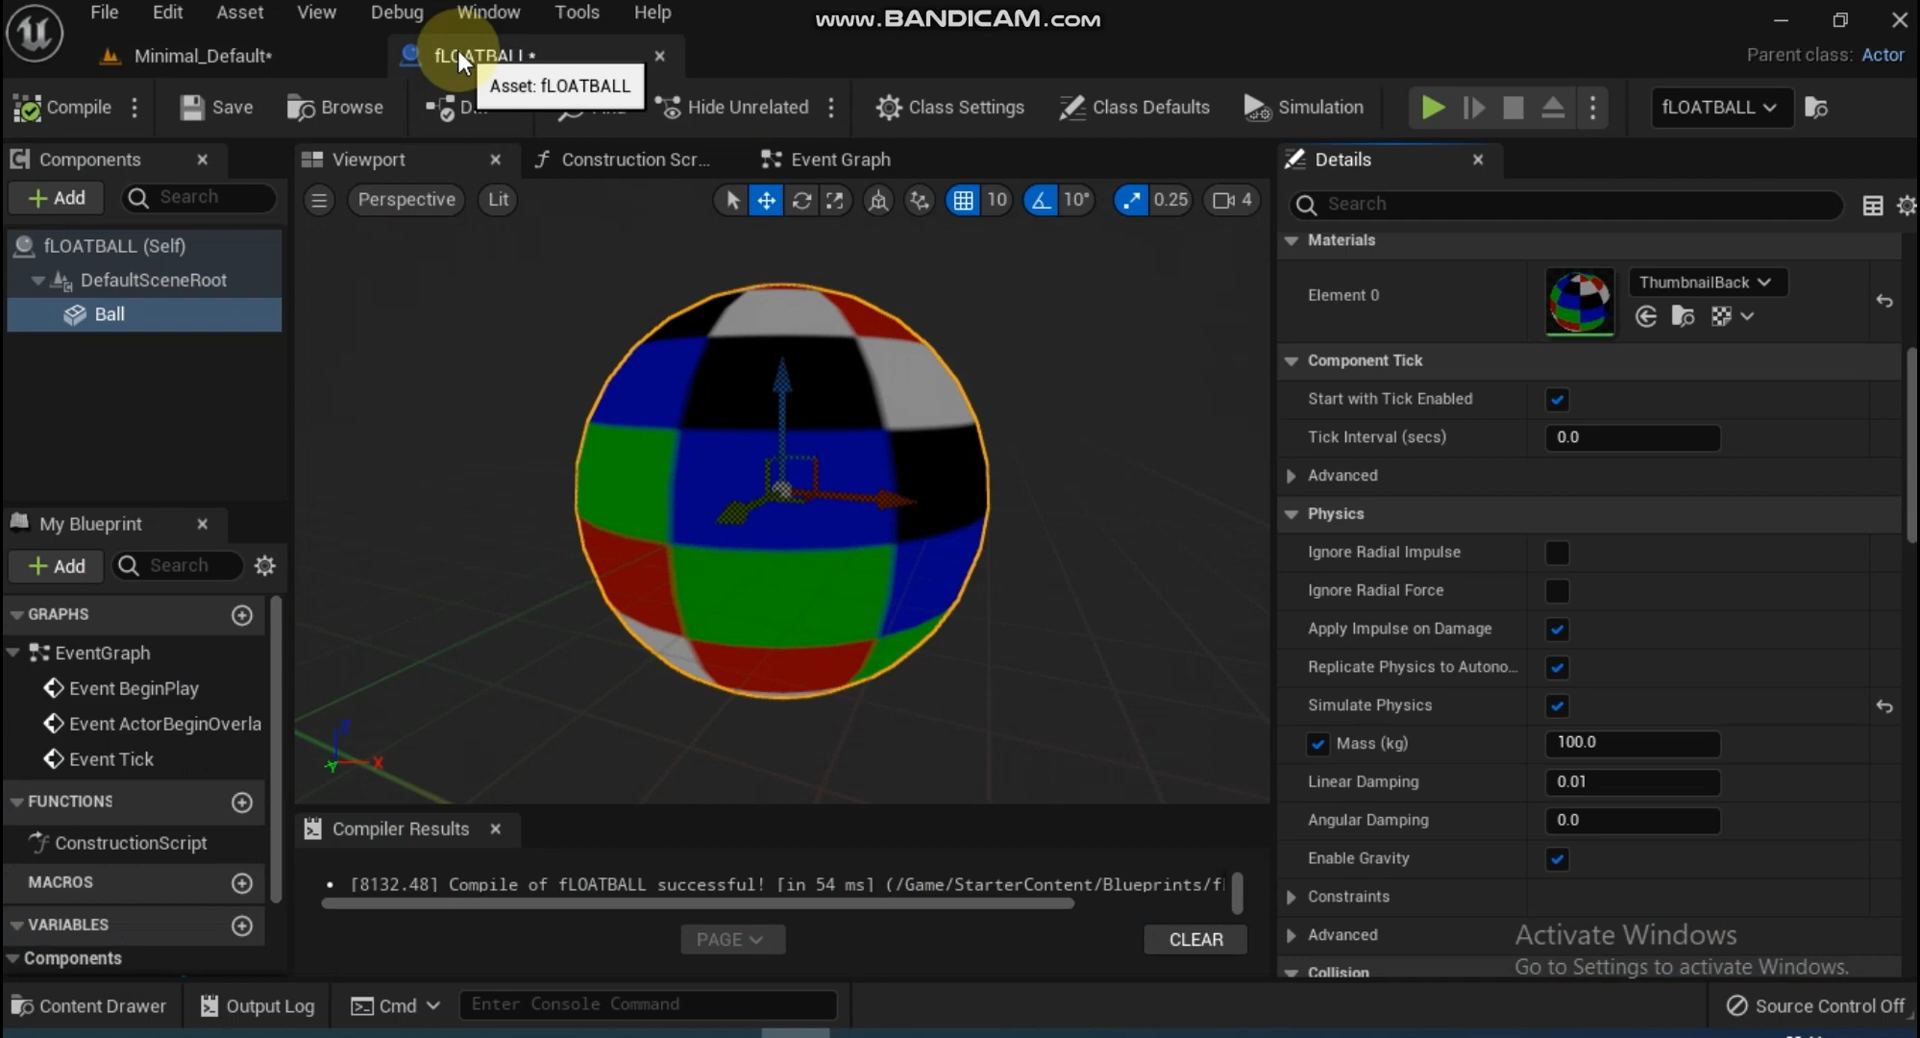 File Edit Asset View Debug Window Tools Help
www.BANDICAM.com
Minimal_Default*
fLOATBALL*
Parent class: Actor
Asset: fLOATBALL
Compile
Save
Browse
Hide Unrelated
Class Settings
Class Defaults
Simulation
fLOATBALL
Components
Viewport
Construction Scr...
Event Graph
Details
Add
Search
Perspective
Lit
10
10°
0.25
4
Search
fLOATBALL (Self)
DefaultSceneRoot
Ball
Materials
Element 0
ThumbnailBack
Component Tick
Start with Tick Enabled
Tick Interval (secs) 0.0
Advanced
Physics
Ignore Radial Impulse
Ignore Radial Force
Apply Impulse on Damage
Replicate Physics to Autono...
Simulate Physics
Mass (kg) 100.0
Linear Damping 0.01
Angular Damping 0.0
Enable Gravity
Constraints
Advanced
Collision
My Blueprint
Add
Search
GRAPHS
EventGraph
Event BeginPlay
Event ActorBeginOverla
Event Tick
FUNCTIONS
ConstructionScript
MACROS
VARIABLES
Components
Z
X
Y
Compiler Results
[8132.48] Compile of fLOATBALL successful! [in 54 ms] (/Game/StarterContent/Blueprints/f
PAGE
CLEAR
Activate Windows
Go to Settings to activate Windows.
Content Drawer
Output Log
Cmd
Enter Console Command
Source Control Off